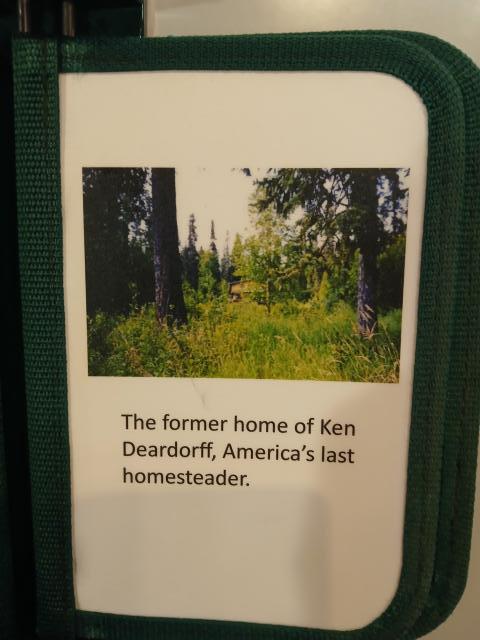 The former home of Ken
Deardorff, America's last
homesteader.